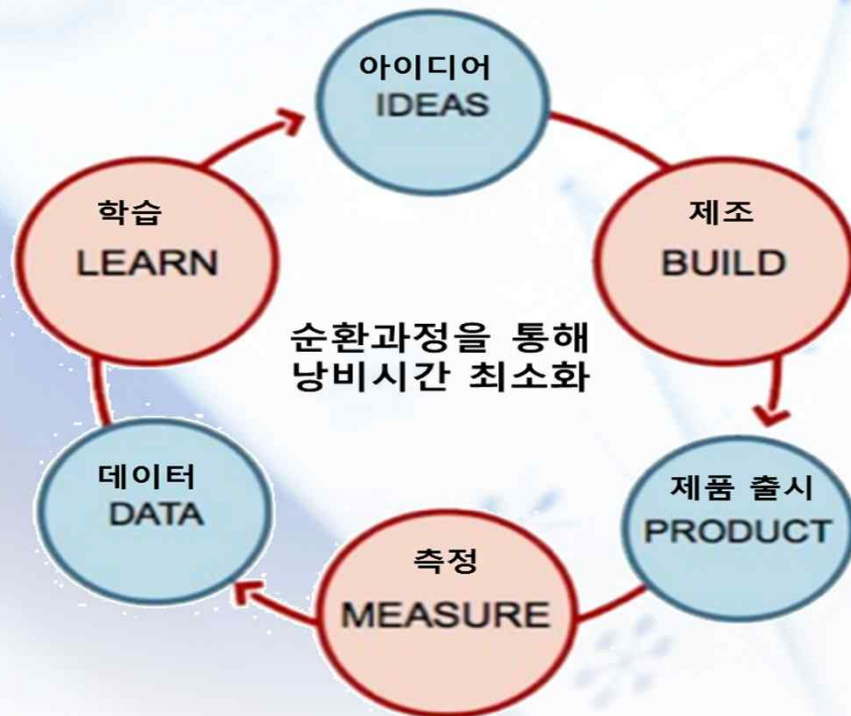 아이디어
IDEAS
제조
BUILD
제품 출시
PRODUCT
측정
MEASURE
데이터
DATA
학습
LEARN
순환과정을 통해
낭비시간 최소화